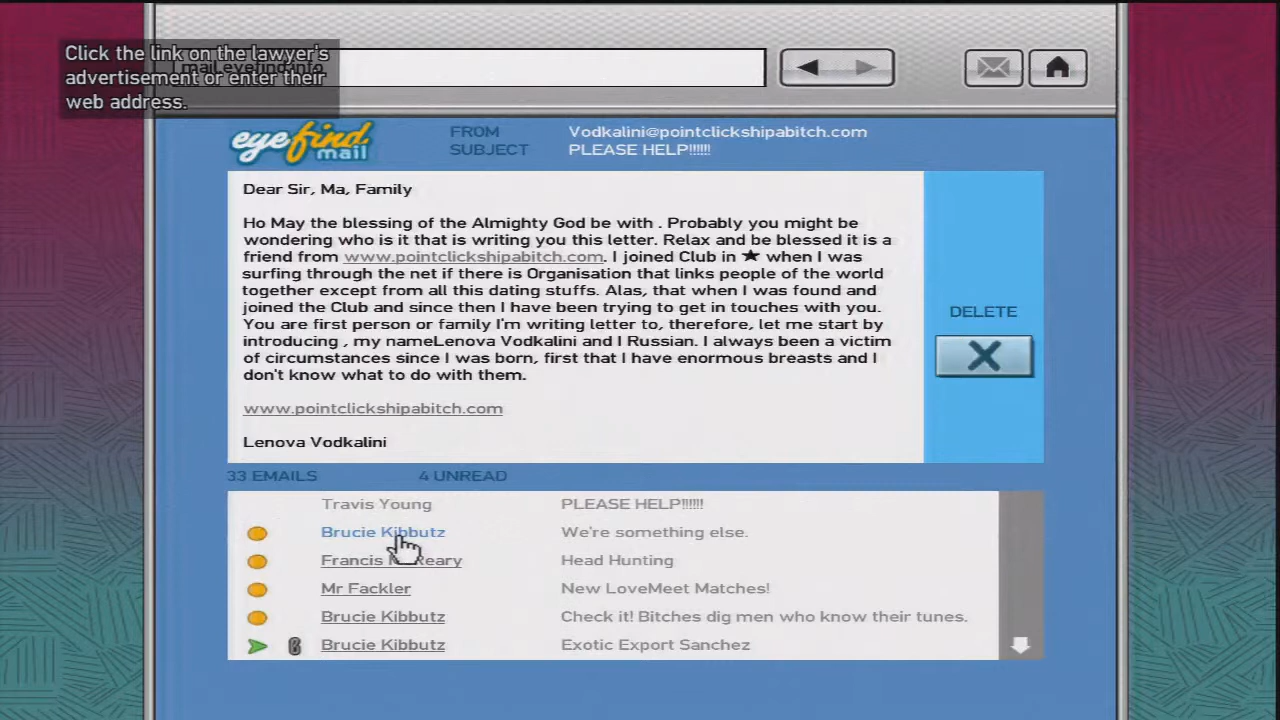 Click the link on the lawyer's
advertisement or enter their
web address.
mail.eyefind.info
eyefind
mail
FROM Vodkalini@pointclickshipabitch.com
SUBJECT PLEASE HELP!!!!!!
Dear Sir, Ma, Family
Ho May the blessing of the Almighty God be with . Probably you might be
wondering who is it that is writing you this letter. Relax and be blessed it is a
friend from www.pointclickshipabitch.com. I joined Club in ★ when I was
surfing through the net if there is Organisation that links people of the world
together except from all this dating stuffs. Alas, that when I was found and
joined the Club and since then I have been trying to get in touches with you.
You are first person or family I'm writing letter to, therefore, let me start by
introducing , my nameLenova Vodkalini and I Russian. I always been a victim
of circumstances since I was born, first that I have enormous breasts and I
don't know what to do with them.
www.pointclickshipabitch.com
Lenova Vodkalini
DELETE
33 EMAILS 4 UNREAD
Travis Young PLEASE HELP!!!!!!
Brucie Kibbutz We're something else.
Francis Reary Head Hunting
Mr Fackler New LoveMeet Matches!
Brucie Kibbutz Check it! Bitches dig men who know their tunes.
Brucie Kibbutz Exotic Export Sanchez